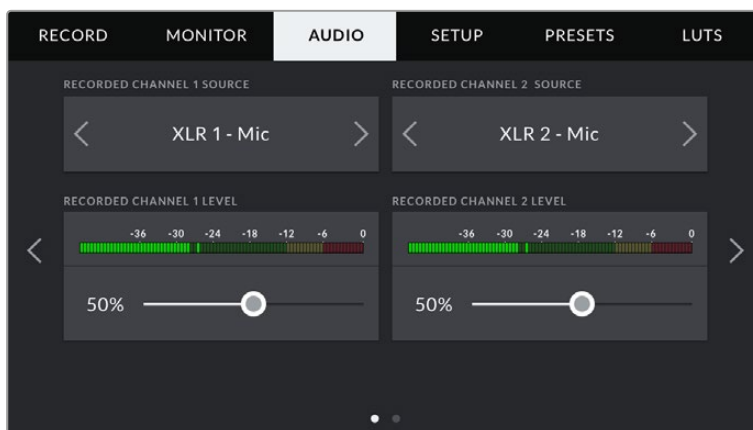 RECORD MONITOR AUDIO SETUP PRESETS LUTS
RECORDED CHANNEL 1 SOURCE RECORDED CHANNEL 2 SOURCE
XLR 1 - Mic XLR 2 - Mic
RECORDED CHANNEL 1 LEVEL RECORDED CHANNEL 2 LEVEL
-36 -30 -24 -18 -12 -6 0 -36 -30 -24 -18 -12 -6 0
50% 50%